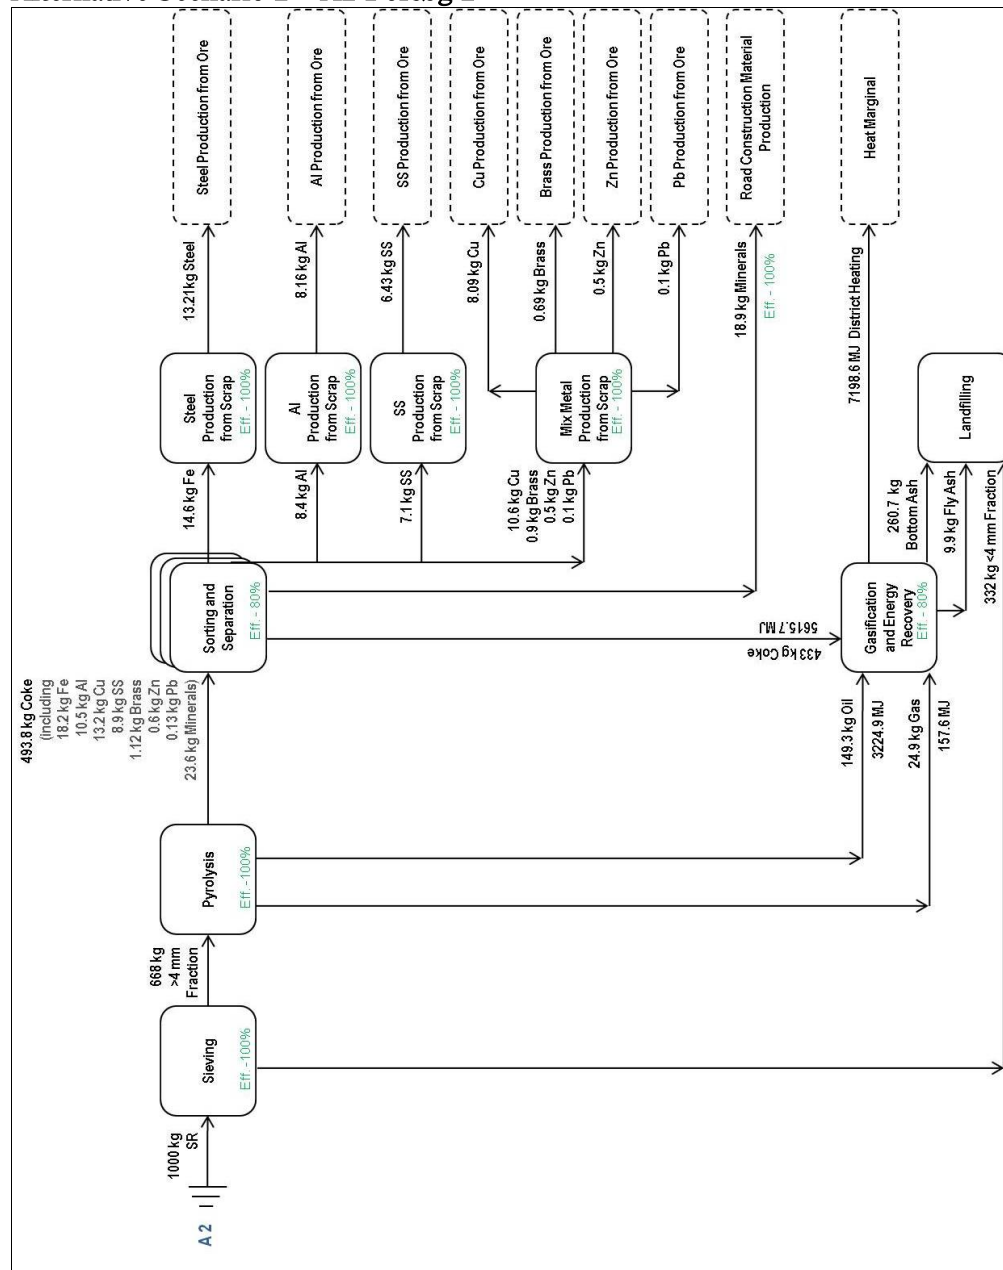 A 2
1000 kg
SR
Sieving
Eff. - 100%
668 kg
>4 mm
Fraction
Pyrolysis
Eff. - 100%
493.8 kg Coke
(including
18.2 kg Fe
10.5 kg Al
13.2 kg Cu
8.9 kg SS
1.12 kg Brass
0.6 kg Zn
0.13 kg Pb
23.6 kg Minerals)
Sorting and
Separation
Eff. - 80%
14.6 kg Fe
Steel
Production
from Scrap
Eff. - 100%
13.21kg Steel
Steel Production from Ore
8.4 kg Al
Al
Production
from Scrap
Eff. - 100%
8.16 kg Al
Al Production from Ore
7.1 kg SS
SS
Production
from Scrap
Eff. - 100%
6.43 kg SS
SS Production from Ore
10.6 kg Cu
0.9 kg Brass
0.5 kg Zn
0.1 kg Pb
Mix Metal
Production
from Scrap
Eff. - 100%
8.09 kg Cu
Cu Production from Ore
0.69 kg Brass
Brass Production from Ore
0.5 kg Zn
Zn Production from Ore
0.1 kg Pb
Pb Production from Ore
18.9 kg Minerals
Eff. - 100%
Road Construction Material
Production
433 kg Coke
5615.7 MJ
149.3 kg Oil
3224.9 MJ
24.9 kg Gas
157.6 MJ
Gasification
and Energy
Recovery
Eff. - 80%
7198.6 MJ District Heating
Heat Marginal
260.7 kg
Bottom Ash
9.9 kg Fly Ash
332 kg <4 mm Fraction
Landfilling